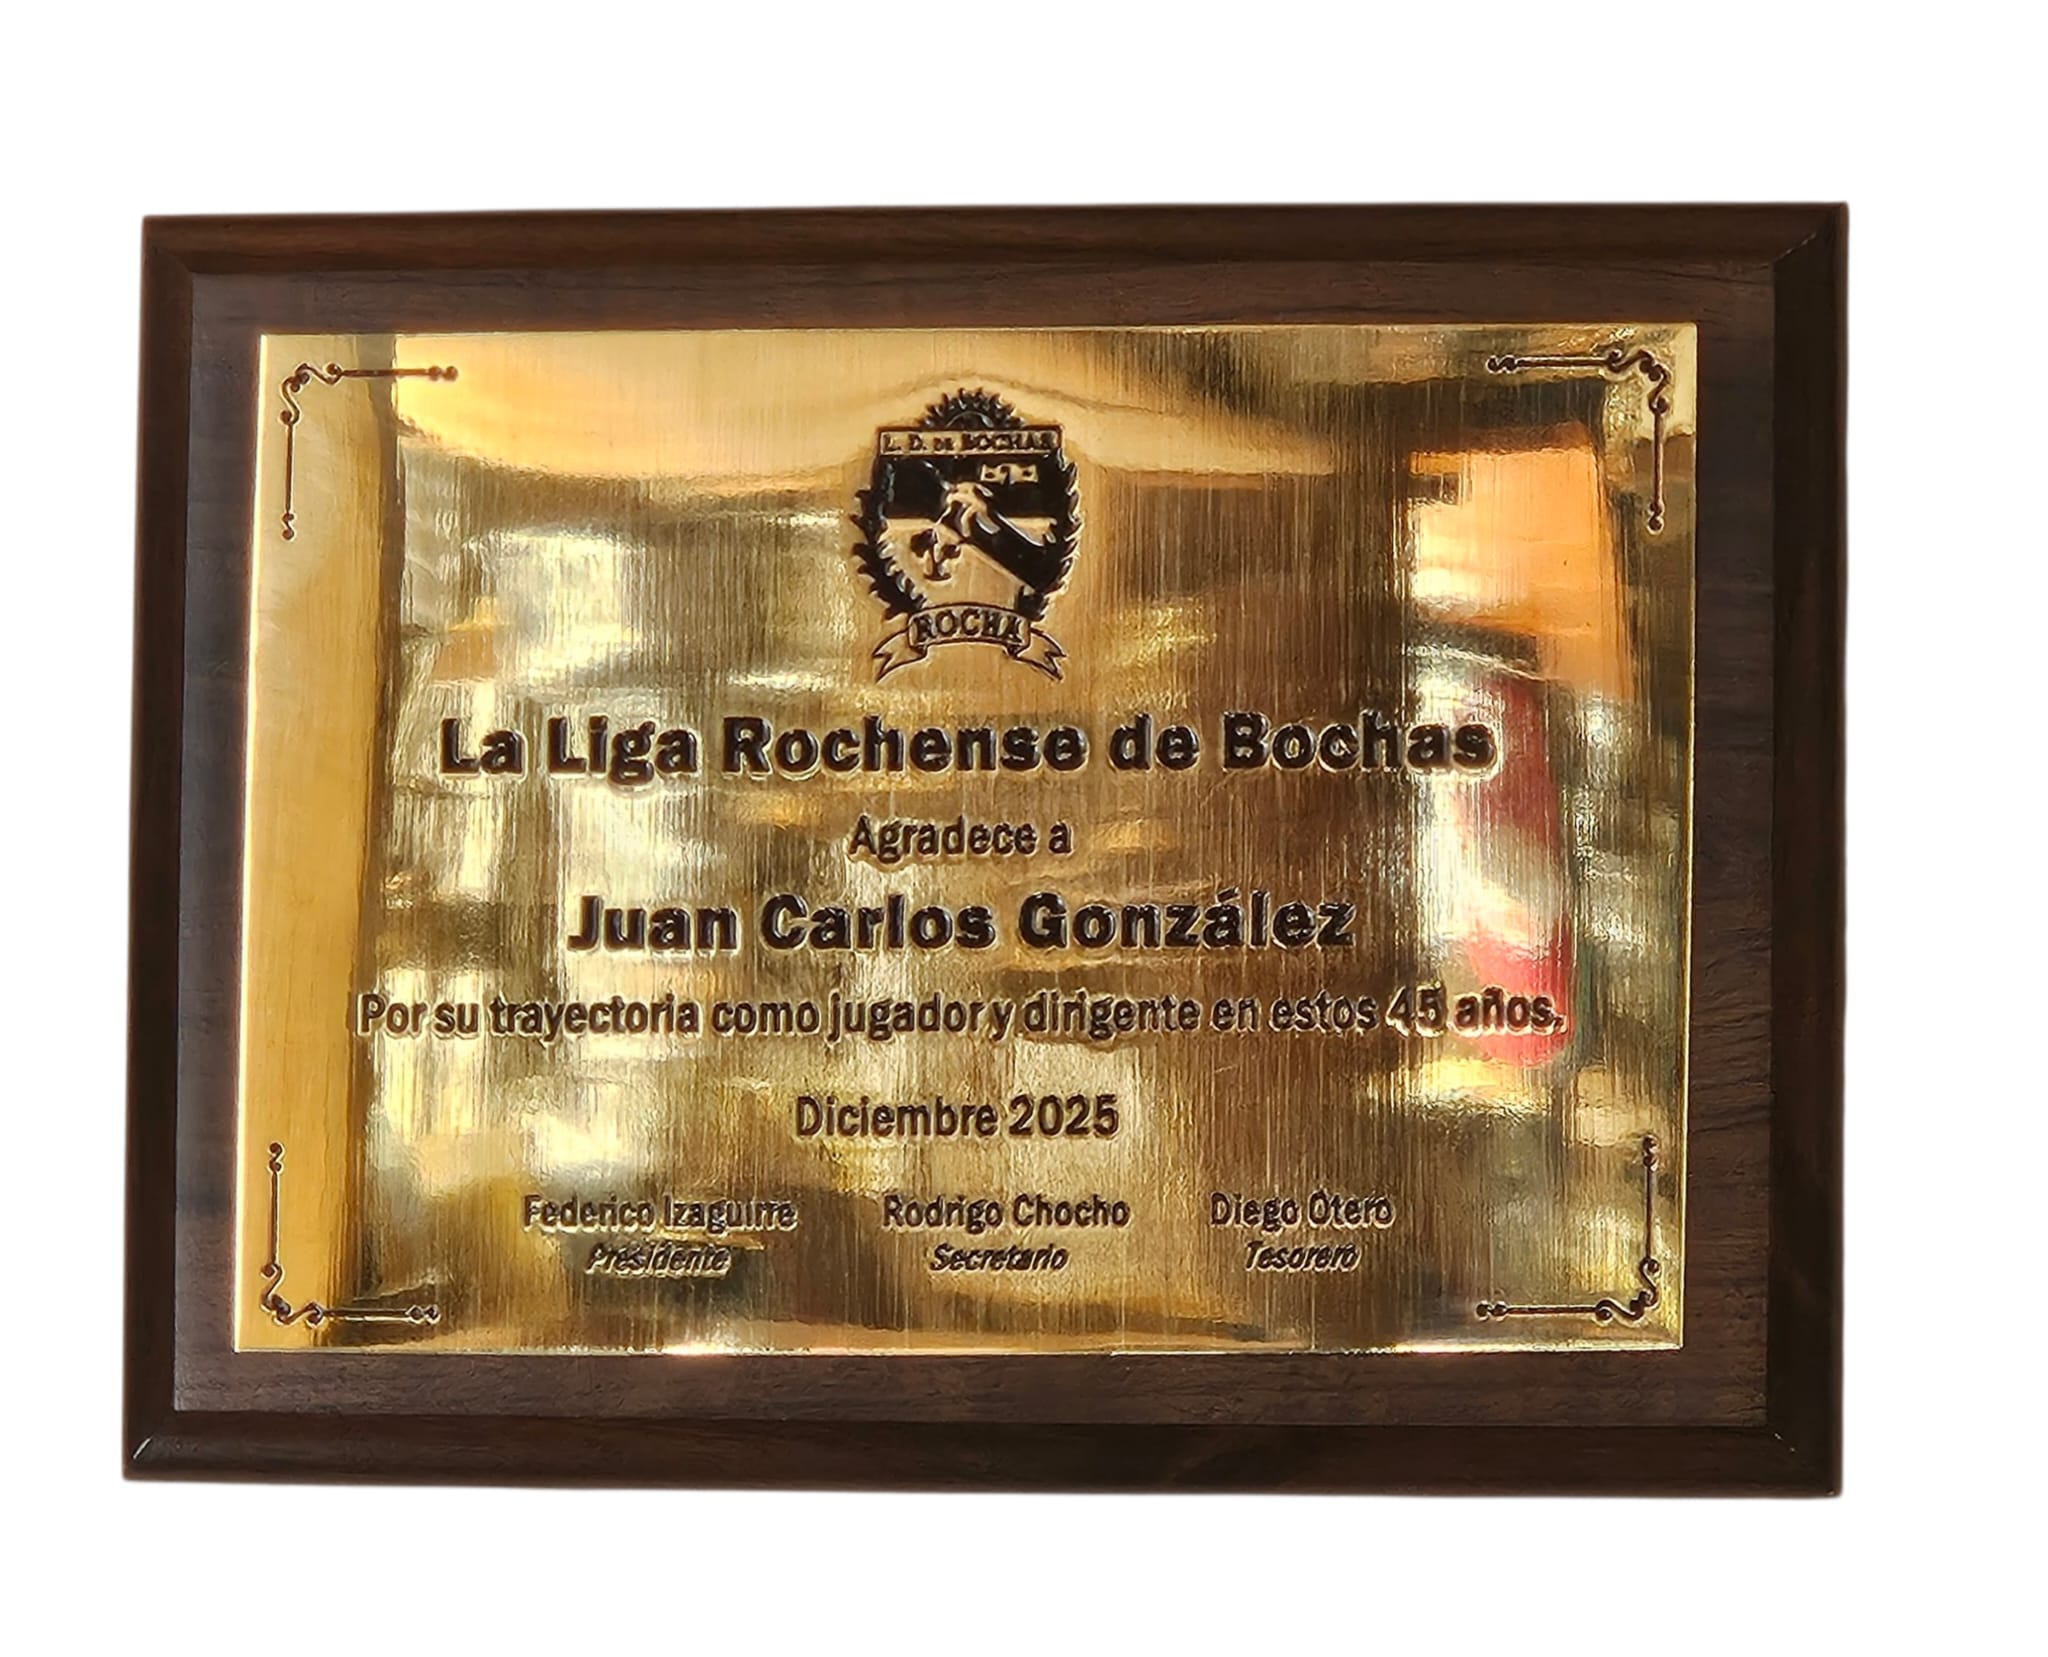 L. D. DE BOCHAS
ROCHA
La Liga Rochense de Bochas
Agradece a
Juan Carlos González
Por su trayectoria como jugador y dirigente en estos 45 años.
Diciembre 2025
Federico Izaguirre Rodrigo Chocho Diego Otero
Presidente Secretario Tesorero